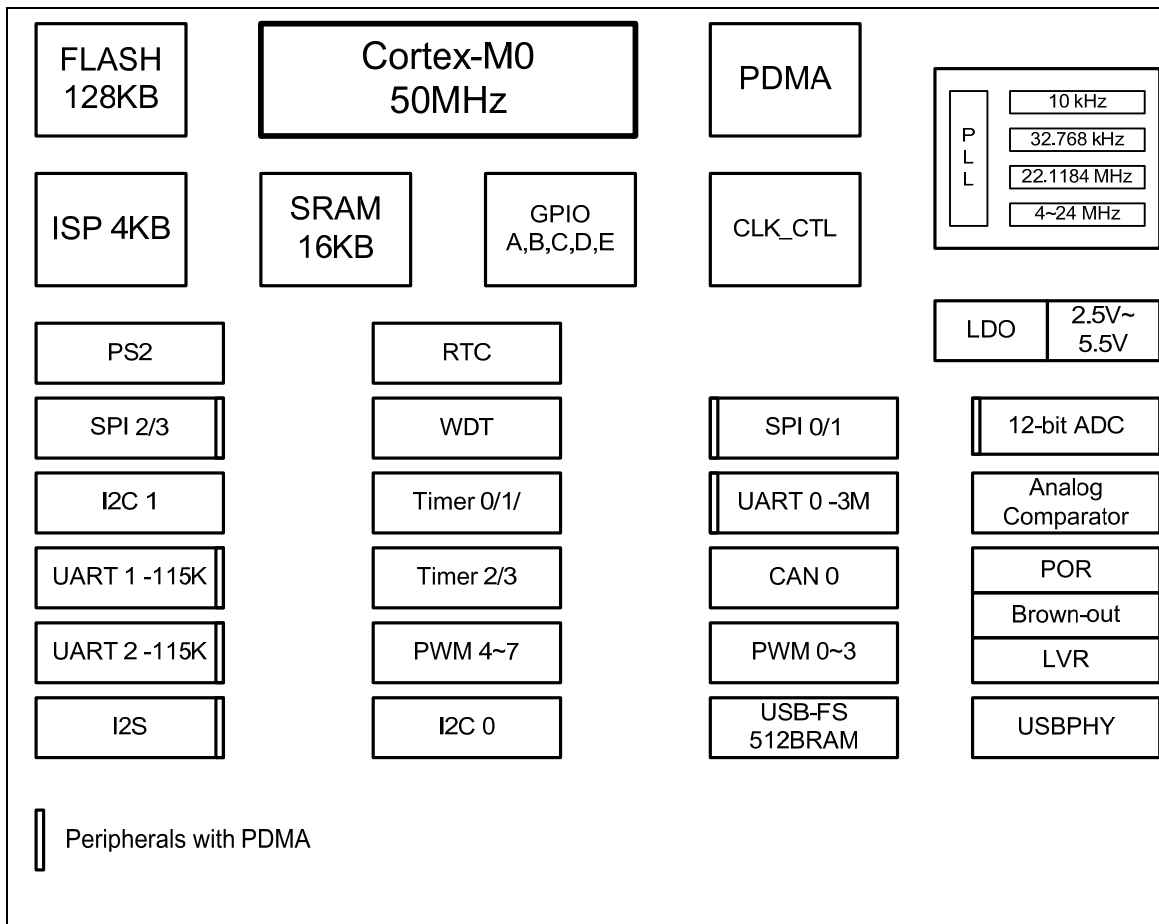 FLASH
128KB
Cortex-M0
50MHz
PDMA
P
L
L
10 kHz
32.768 kHz
22.1184 MHz
4~24 MHz
ISP 4KB
SRAM
16KB
GPIO
A,B,C,D,E
CLK_CTL
LDO
2.5V~
5.5V
PS2
RTC
SPI 2/3
WDT
SPI 0/1
12-bit ADC
I2C 1
Timer 0/1/
UART 0 -3M
Analog
Comparator
UART 1 -115K
Timer 2/3
CAN 0
POR
Brown-out
UART 2 -115K
PWM 4~7
PWM 0~3
LVR
I2S
I2C 0
USB-FS
512BRAM
USBPHY
Peripherals with PDMA